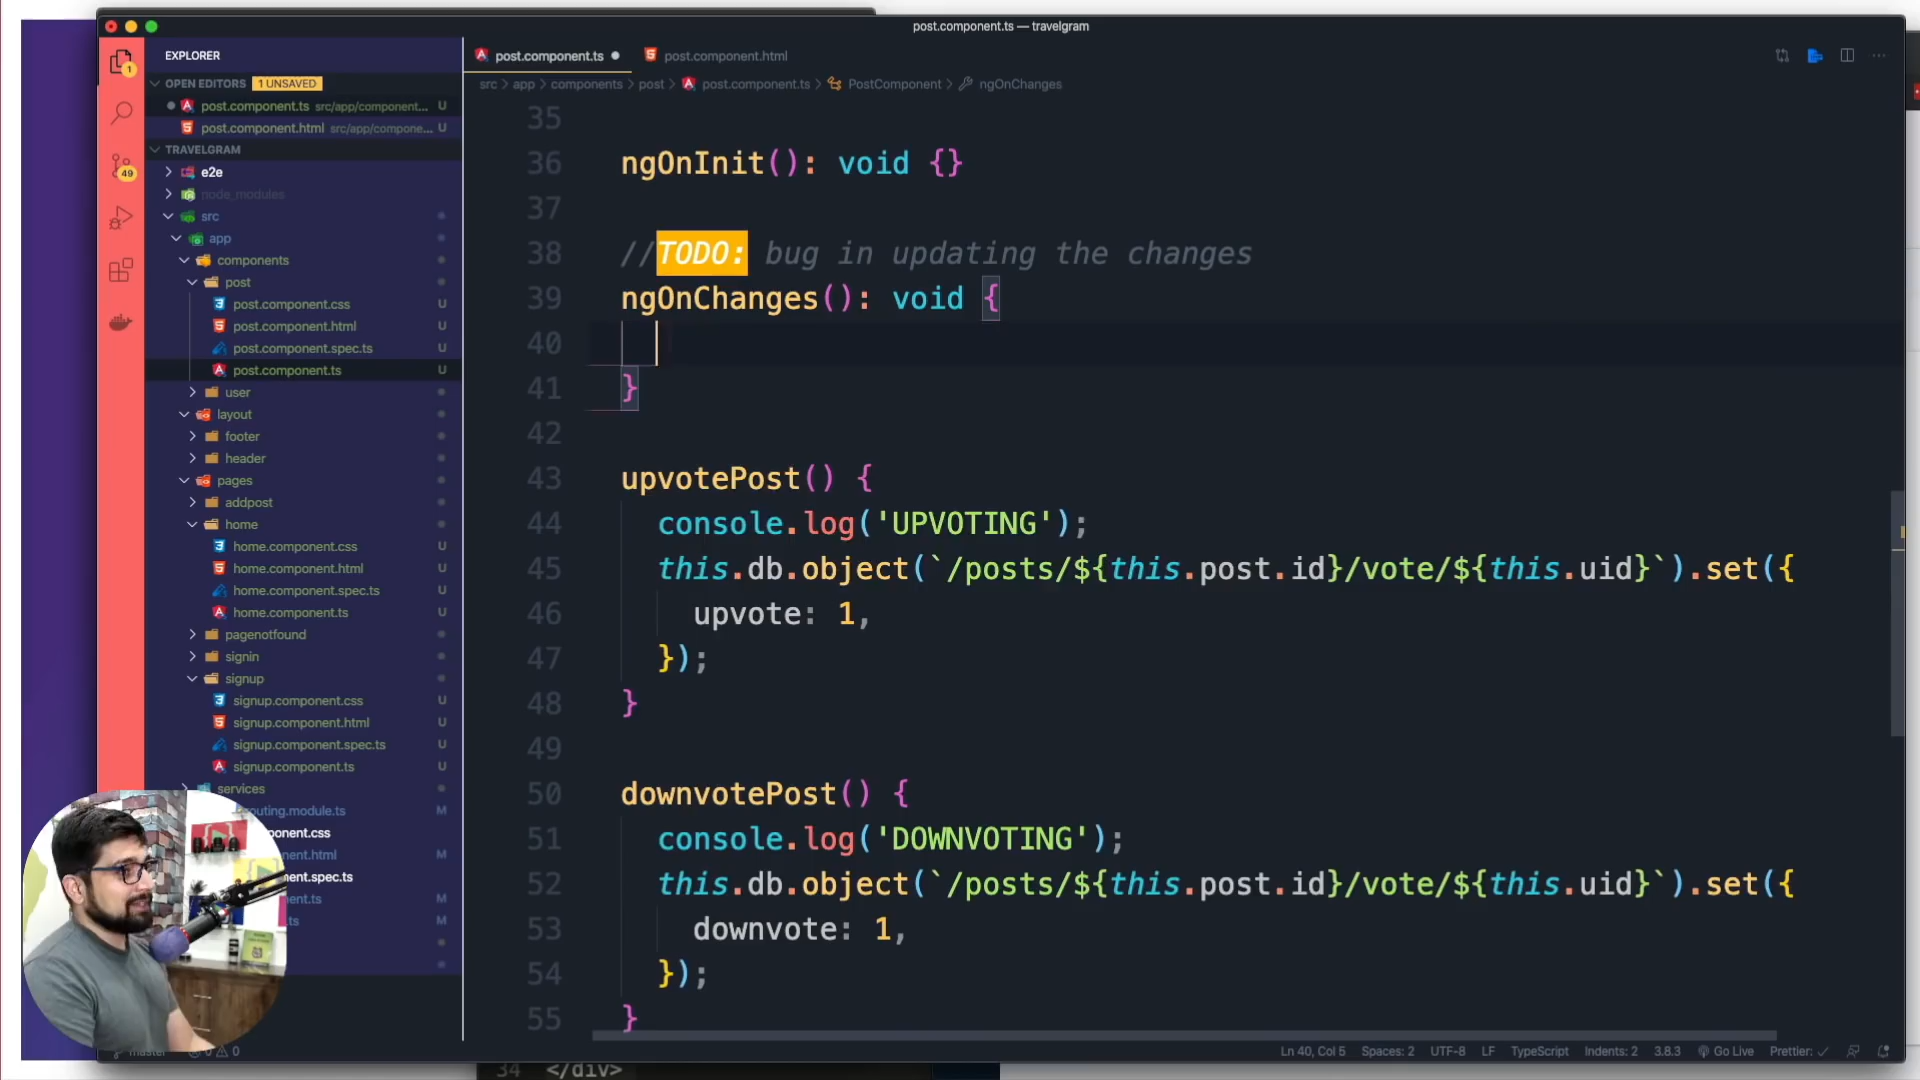 post.component.ts — travelgram
EXPLORER
OPEN EDITORS 1 UNSAVED
post.component.ts src/app/component... U
post.component.html src/app/compone... U
TRAVELGRAM
e2e
node_modules
src
app
components
post
post.component.css U
post.component.html U
post.component.spec.ts U
post.component.ts U
user
layout
footer
header
pages
addpost
home
home.component.css U
home.component.html U
home.component.spec.ts U
home.component.ts U
pagenotfound
signin
signup
signup.component.css U
signup.component.html U
signup.component.spec.ts U
signup.component.ts U
services
routing.module.ts M
ponent.css
nent.html M
nent.spec.ts
nent.ts M
.ts M
1
49
post.component.ts
post.component.html
src > app > components > post > post.component.ts > PostComponent > ngOnChanges
35
36 ngOnInit(): void {}
37
38 //TODO: bug in updating the changes
39 ngOnChanges(): void {
40
41 }
42
43 upvotePost() {
44 console.log('UPVOTING');
45 this.db.object(`/posts/${this.post.id}/vote/${this.uid}`).set({
46 upvote: 1,
47 });
48 }
49
50 downvotePost() {
51 console.log('DOWNVOTING');
52 this.db.object(`/posts/${this.post.id}/vote/${this.uid}`).set({
53 downvote: 1,
54 });
55 }
master 0 0 Ln 40, Col 5 Spaces: 2 UTF-8 LF TypeScript Indents: 2 3.8.3 Go Live Prettier: ✓
34 </div>